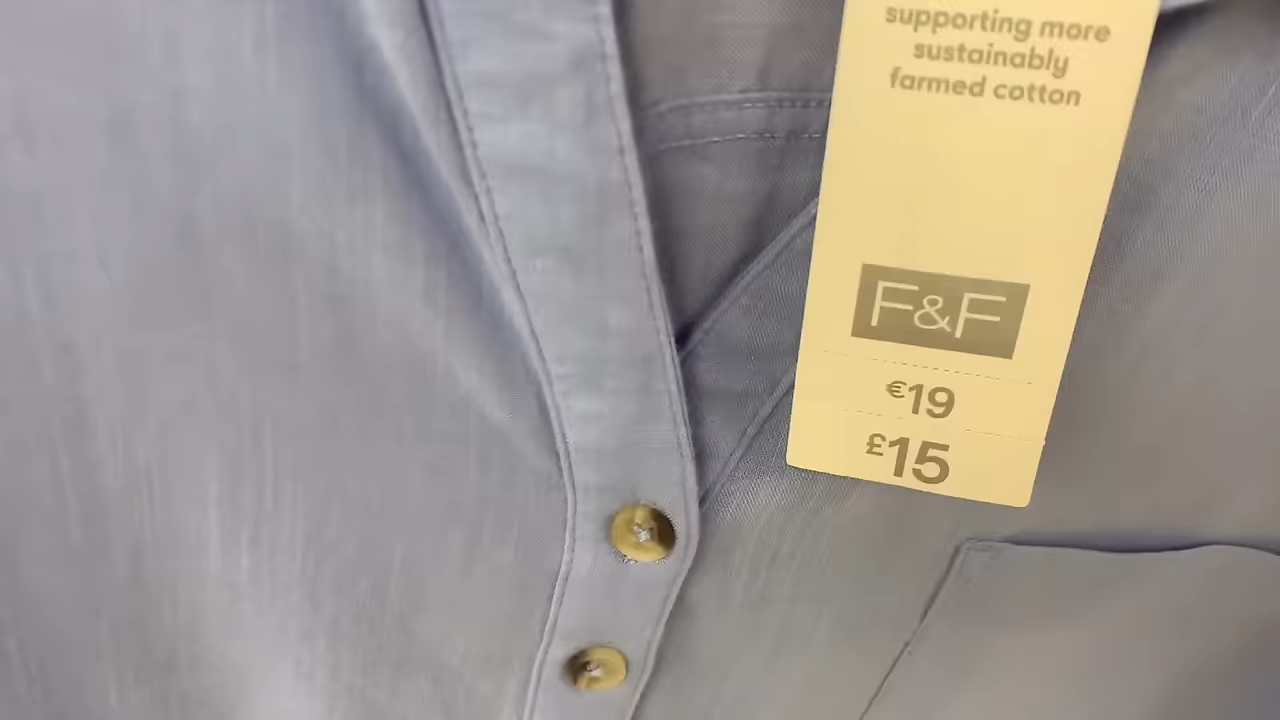 supporting more
sustainably
farmed cotton
F&F
€19
£15